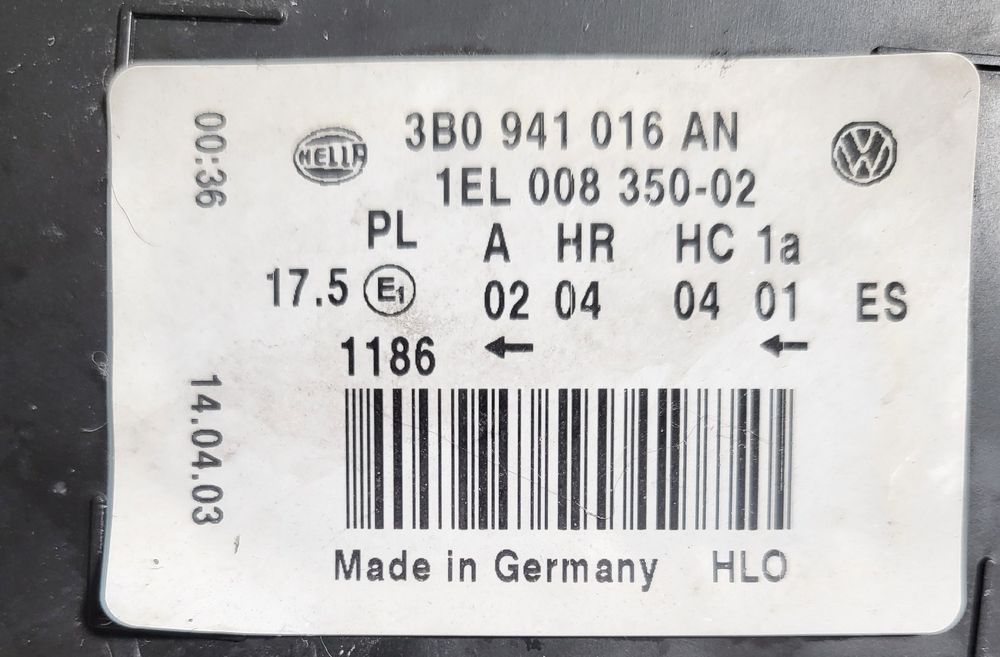 00:36
HELLA
3B0 941 016 AN
VW
1EL 008 350-02
PL A HR HC 1a
17.5 E1 02 04 04 01 ES
1186 ← ←
14.04.03
Made in Germany HLO